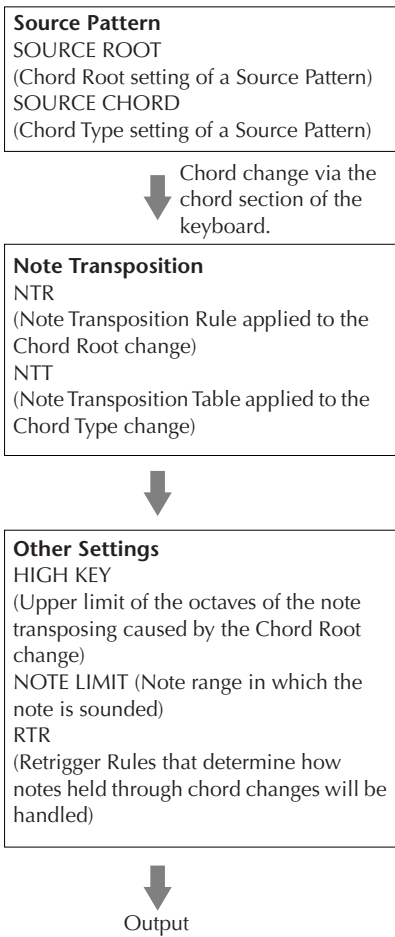 Source Pattern
SOURCE ROOT
(Chord Root setting of a Source Pattern)
SOURCE CHORD
(Chord Type setting of a Source Pattern)
Chord change via the
chord section of the
keyboard.
Note Transposition
NTR
(Note Transposition Rule applied to the
Chord Root change)
NTT
(Note Transposition Table applied to the
Chord Type change)
Other Settings
HIGH KEY
(Upper limit of the octaves of the note
transposing caused by the Chord Root
change)
NOTE LIMIT (Note range in which the
note is sounded)
RTR
(Retrigger Rules that determine how
notes held through chord changes will be
handled)
Output